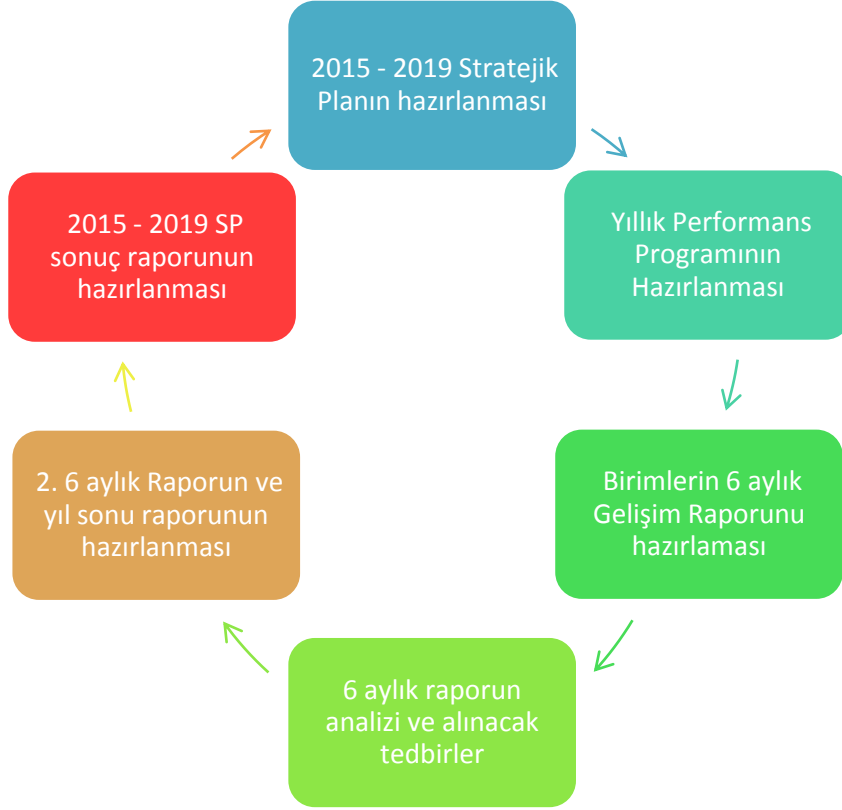 2015 - 2019 Stratejik
Planın hazırlanması
Yıllık Performans
Programının
Hazırlanması
Birimlerin 6 aylık
Gelişim Raporunu
hazırlaması
6 aylık raporun
analizi ve alınacak
tedbirler
2. 6 aylık Raporun ve
yıl sonu raporunun
hazırlanması
2015 - 2019 SP
sonuç raporunun
hazırlanması